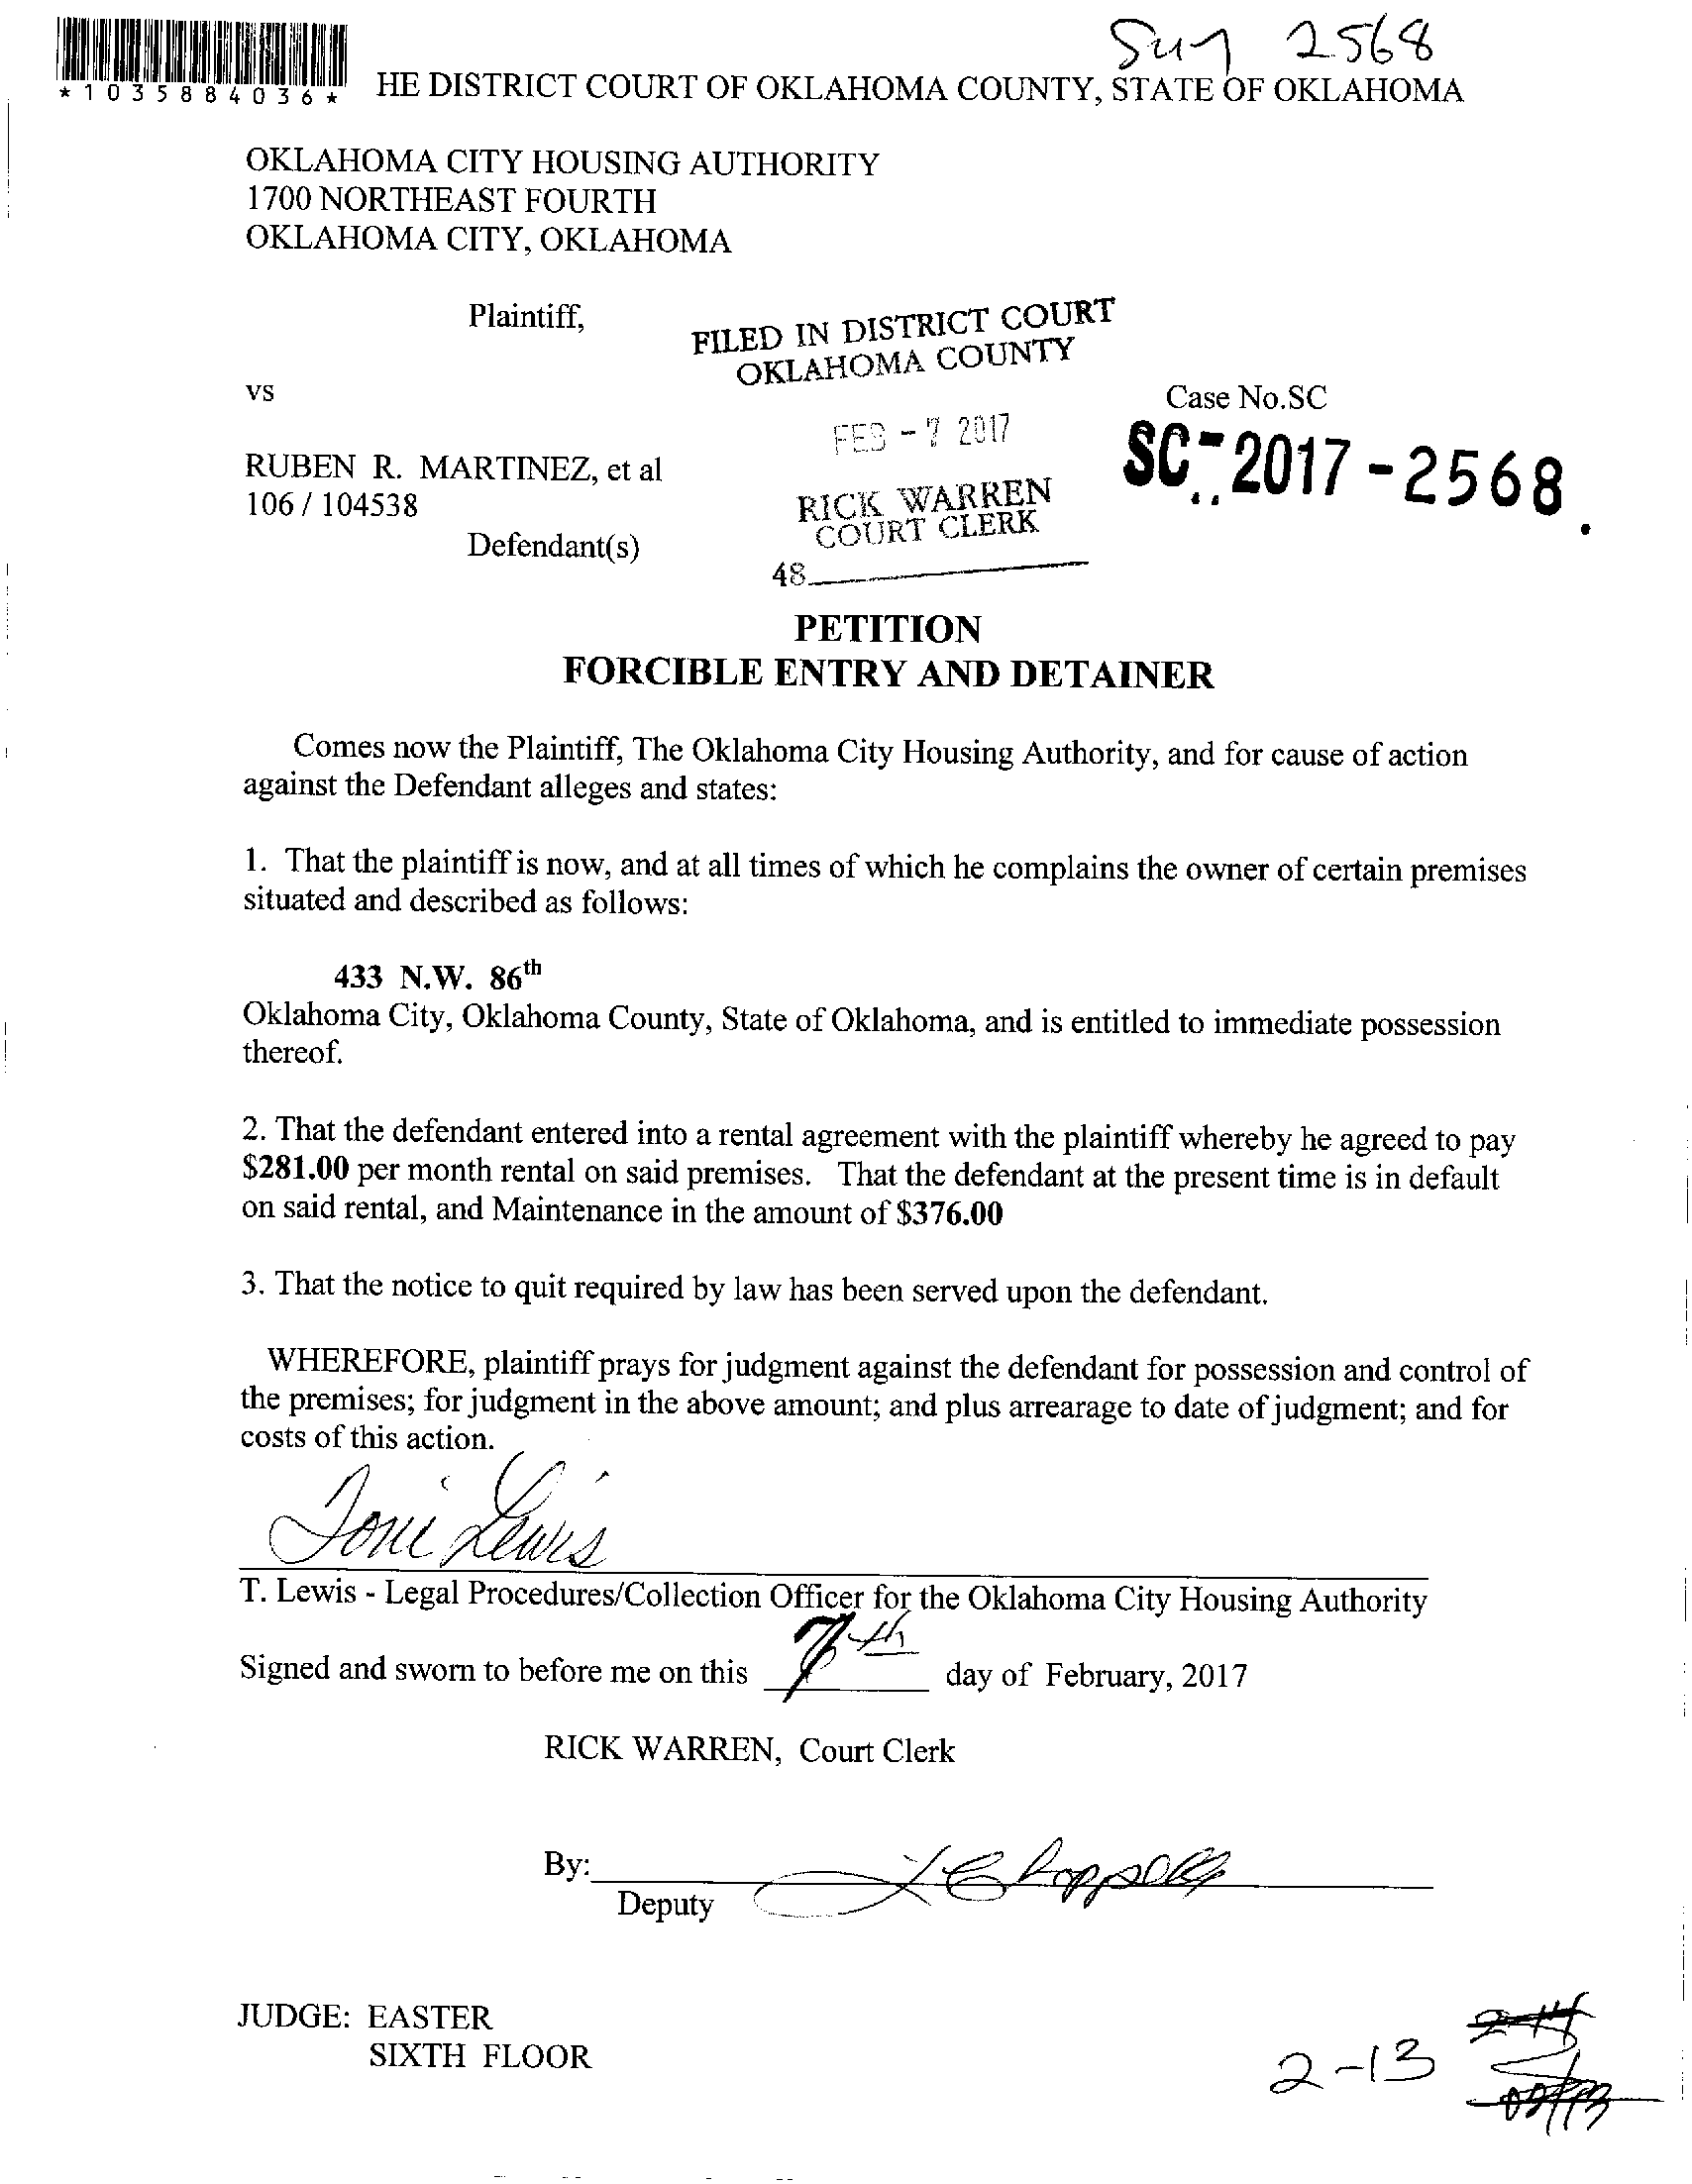 2568
*1035884036*
HE DISTRICT COURT OF OKLAHOMA COUNTY, STATE OF OKLAHOMA
OKLAHOMA CITY HOUSING AUTHORITY
1700 NORTHEAST FOURTH
OKLAHOMA CITY, OKLAHOMA
Plaintiff,
FILED IN DISTRICT COURT
OKLAHOMA COUNTY
vs
Case No.SC
FEB - 7 2017
SC-2017-2568
RUBEN R. MARTINEZ, et al
106 / 104538
RICK WARREN
COURT CLERK
Defendant(s)
48
PETITION
FORCIBLE ENTRY AND DETAINER
Comes now the Plaintiff, The Oklahoma City Housing Authority, and for cause of action
against the Defendant alleges and states:
1. That the plaintiff is now, and at all times of which he complains the owner of certain premises
situated and described as follows:
433 N.W. 86th
Oklahoma City, Oklahoma County, State of Oklahoma, and is entitled to immediate possession
thereof.
2. That the defendant entered into a rental agreement with the plaintiff whereby he agreed to pay
$281.00 per month rental on said premises. That the defendant at the present time is in default
on said rental, and Maintenance in the amount of $376.00
3. That the notice to quit required by law has been served upon the defendant.
WHEREFORE, plaintiff prays for judgment against the defendant for possession and control of
the premises; for judgment in the above amount; and plus arrearage to date of judgment; and for
costs of this action.
Toni Lewis
T. Lewis - Legal Procedures/Collection Officer for the Oklahoma City Housing Authority
Signed and sworn to before me on this 7th day of February, 2017
RICK WARREN, Court Clerk
By:
Deputy
JUDGE: EASTER
SIXTH FLOOR
2-13